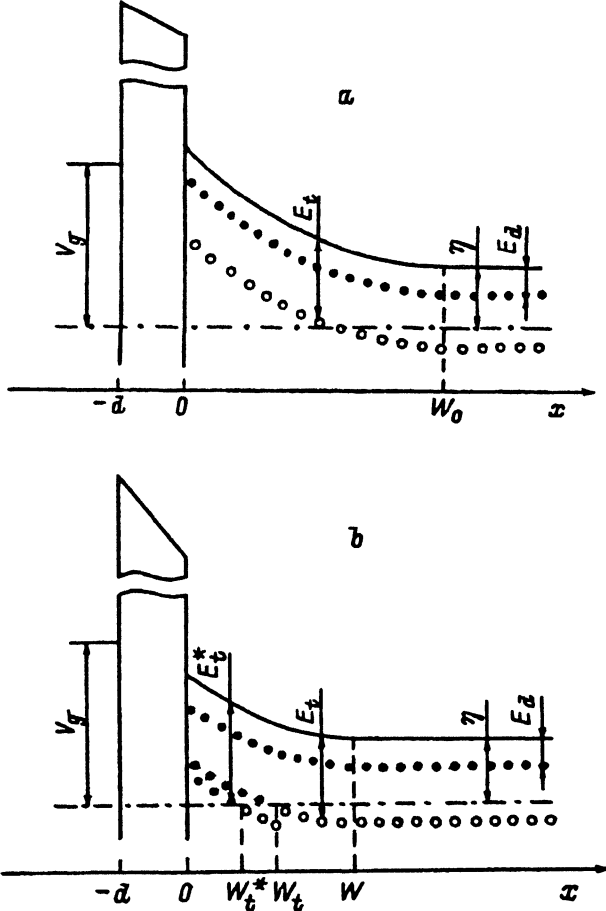 a
E_t
V_g
η
E_d
-d 0 W_0 x
b
E_t*
E_t
V_g
η
E_d
-d 0 W_t* W_t W x